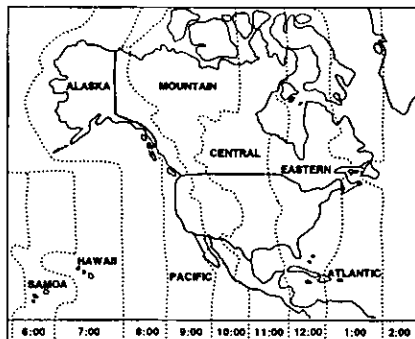 ALASKA MOUNTAIN
CENTRAL
EASTERN
HAWAII
SAMOA PACIFIC ATLANTIC
6:00 7:00 8:00 9:00 10:00 11:00 12:00 1:00 2:00